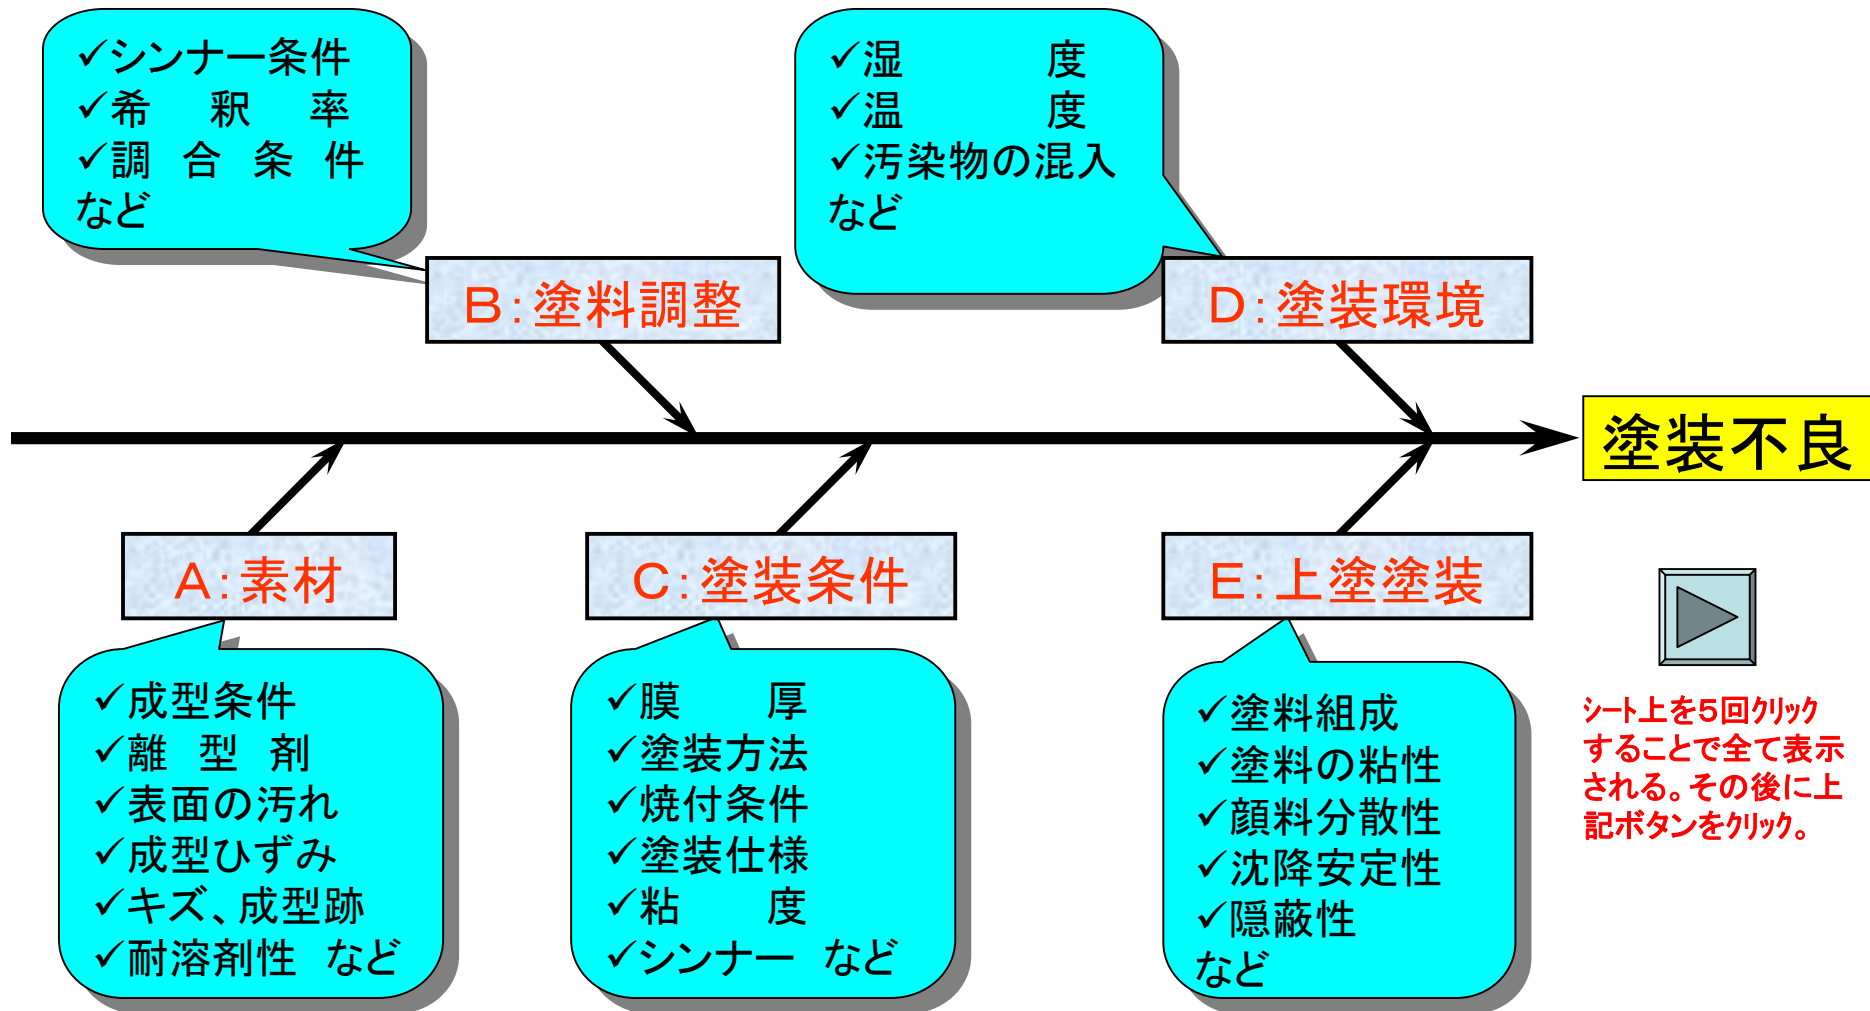 ✓シンナー条件
✓希釈率
✓調合条件
など
✓湿度
✓温度
✓汚染物の混入
など
B:塗料調整
D:塗装環境
塗装不良
A:素材
C:塗装条件
E:上塗塗装
✓成型条件
✓離型剤
✓表面の汚れ
✓成型ひずみ
✓キズ、成型跡
✓耐溶剤性 など
✓膜厚
✓塗装方法
✓焼付条件
✓塗装仕様
✓粘度
✓シンナー など
✓塗料組成
✓塗料の粘性
✓顔料分散性
✓沈降安定性
✓隠蔽性
など
シート上を5回クリック
することで全て表示
される。その後に上
記ボタンをクリック。